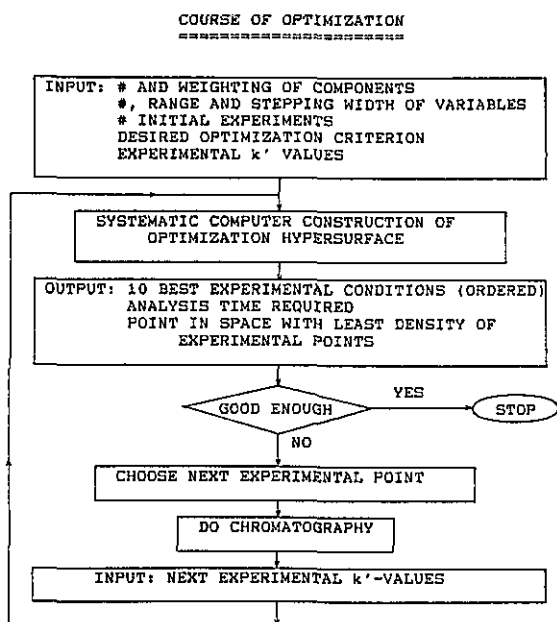 COURSE OF OPTIMIZATION
INPUT: # AND WEIGHTING OF COMPONENTS
#, RANGE AND STEPPING WIDTH OF VARIABLES
# INITIAL EXPERIMENTS
DESIRED OPTIMIZATION CRITERION
EXPERIMENTAL k' VALUES
SYSTEMATIC COMPUTER CONSTRUCTION OF
OPTIMIZATION HYPERSURFACE
OUTPUT: 10 BEST EXPERIMENTAL CONDITIONS (ORDERED)
ANALYSIS TIME REQUIRED
POINT IN SPACE WITH LEAST DENSITY OF
EXPERIMENTAL POINTS
GOOD ENOUGH
YES
STOP
NO
CHOOSE NEXT EXPERIMENTAL POINT
DO CHROMATOGRAPHY
INPUT: NEXT EXPERIMENTAL k'-VALUES